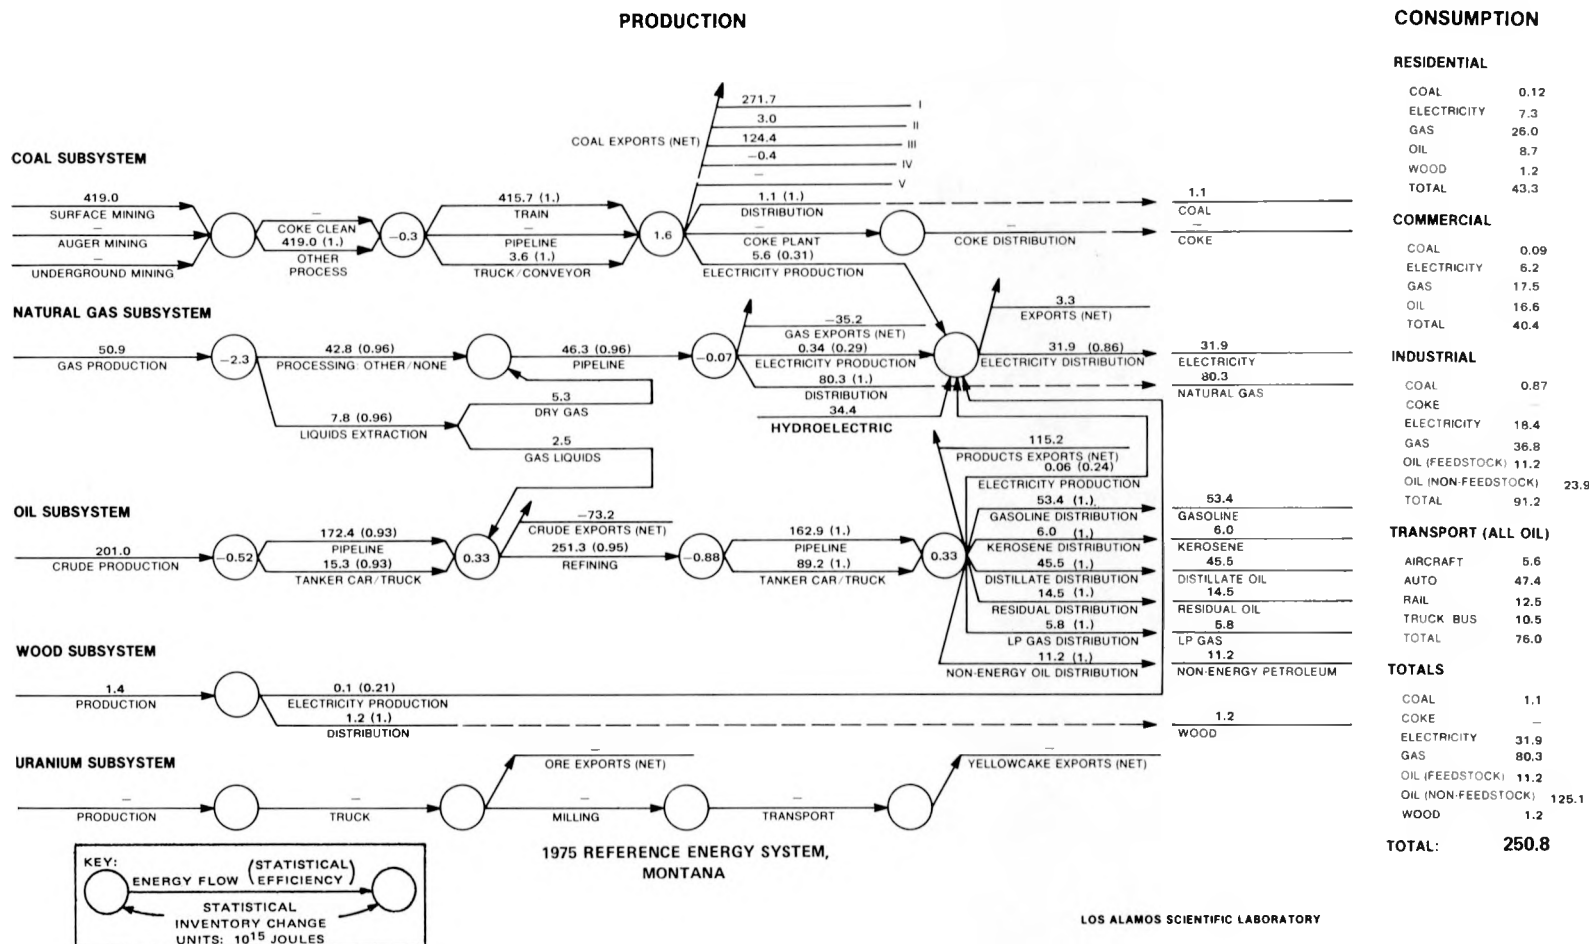 PRODUCTION
COAL SUBSYSTEM
419.0
SURFACE MINING
–
AUGER MINING
–
UNDERGROUND MINING
–
COKE CLEAN
419.0 (1.)
OTHER
PROCESS
–0.3
415.7 (1.)
TRAIN
–
PIPELINE
3.6 (1.)
TRUCK/CONVEYOR
1.6
COAL EXPORTS (NET)
271.7 I
3.0 II
124.4 III
–0.4 IV
– V
1.1 (1.)
DISTRIBUTION
–
COKE PLANT
5.6 (0.31)
ELECTRICITY PRODUCTION
–
COKE DISTRIBUTION
1.1
COAL
–
COKE
NATURAL GAS SUBSYSTEM
50.9
GAS PRODUCTION
–2.3
42.8 (0.96)
PROCESSING: OTHER/NONE
7.8 (0.96)
LIQUIDS EXTRACTION
46.3 (0.96)
PIPELINE
5.3
DRY GAS
2.5
GAS LIQUIDS
–0.07
–35.2
GAS EXPORTS (NET)
0.34 (0.29)
ELECTRICITY PRODUCTION
80.3 (1.)
DISTRIBUTION
34.4
HYDROELECTRIC
3.3
EXPORTS (NET)
31.9 (0.86)
ELECTRICITY DISTRIBUTION
31.9
ELECTRICITY
80.3
NATURAL GAS
OIL SUBSYSTEM
201.0
CRUDE PRODUCTION
–0.52
172.4 (0.93)
PIPELINE
15.3 (0.93)
TANKER CAR/TRUCK
0.33
–73.2
CRUDE EXPORTS (NET)
251.3 (0.95)
REFINING
–0.88
162.9 (1.)
PIPELINE
89.2 (1.)
TANKER CAR/TRUCK
0.33
115.2
PRODUCTS EXPORTS (NET)
0.06 (0.24)
ELECTRICITY PRODUCTION
53.4 (1.)
GASOLINE DISTRIBUTION
6.0 (1.)
KEROSENE DISTRIBUTION
45.5 (1.)
DISTILLATE DISTRIBUTION
14.5 (1.)
RESIDUAL DISTRIBUTION
5.8 (1.)
LP GAS DISTRIBUTION
11.2 (1.)
NON-ENERGY OIL DISTRIBUTION
53.4
GASOLINE
6.0
KEROSENE
45.5
DISTILLATE OIL
14.5
RESIDUAL OIL
5.8
LP GAS
11.2
NON-ENERGY PETROLEUM
WOOD SUBSYSTEM
1.4
PRODUCTION
0.1 (0.21)
ELECTRICITY PRODUCTION
1.2 (1.)
DISTRIBUTION
1.2
WOOD
URANIUM SUBSYSTEM
–
PRODUCTION
–
TRUCK
–
ORE EXPORTS (NET)
–
MILLING
–
TRANSPORT
–
YELLOWCAKE EXPORTS (NET)
KEY:
ENERGY FLOW (STATISTICAL EFFICIENCY)
STATISTICAL
INVENTORY CHANGE
UNITS: 10¹⁵ JOULES
1975 REFERENCE ENERGY SYSTEM,
MONTANA
LOS ALAMOS SCIENTIFIC LABORATORY
CONSUMPTION
RESIDENTIAL
COAL 0.12
ELECTRICITY 7.3
GAS 26.0
OIL 8.7
WOOD 1.2
TOTAL 43.3
COMMERCIAL
COAL 0.09
ELECTRICITY 6.2
GAS 17.5
OIL 16.6
TOTAL 40.4
INDUSTRIAL
COAL 0.87
COKE –
ELECTRICITY 18.4
GAS 36.8
OIL (FEEDSTOCK) 11.2
OIL (NON-FEEDSTOCK) 23.9
TOTAL 91.2
TRANSPORT (ALL OIL)
AIRCRAFT 5.6
AUTO 47.4
RAIL 12.5
TRUCK BUS 10.5
TOTAL 76.0
TOTALS
COAL 1.1
COKE –
ELECTRICITY 31.9
GAS 80.3
OIL (FEEDSTOCK) 11.2
OIL (NON-FEEDSTOCK) 125.1
WOOD 1.2
TOTAL: 250.8